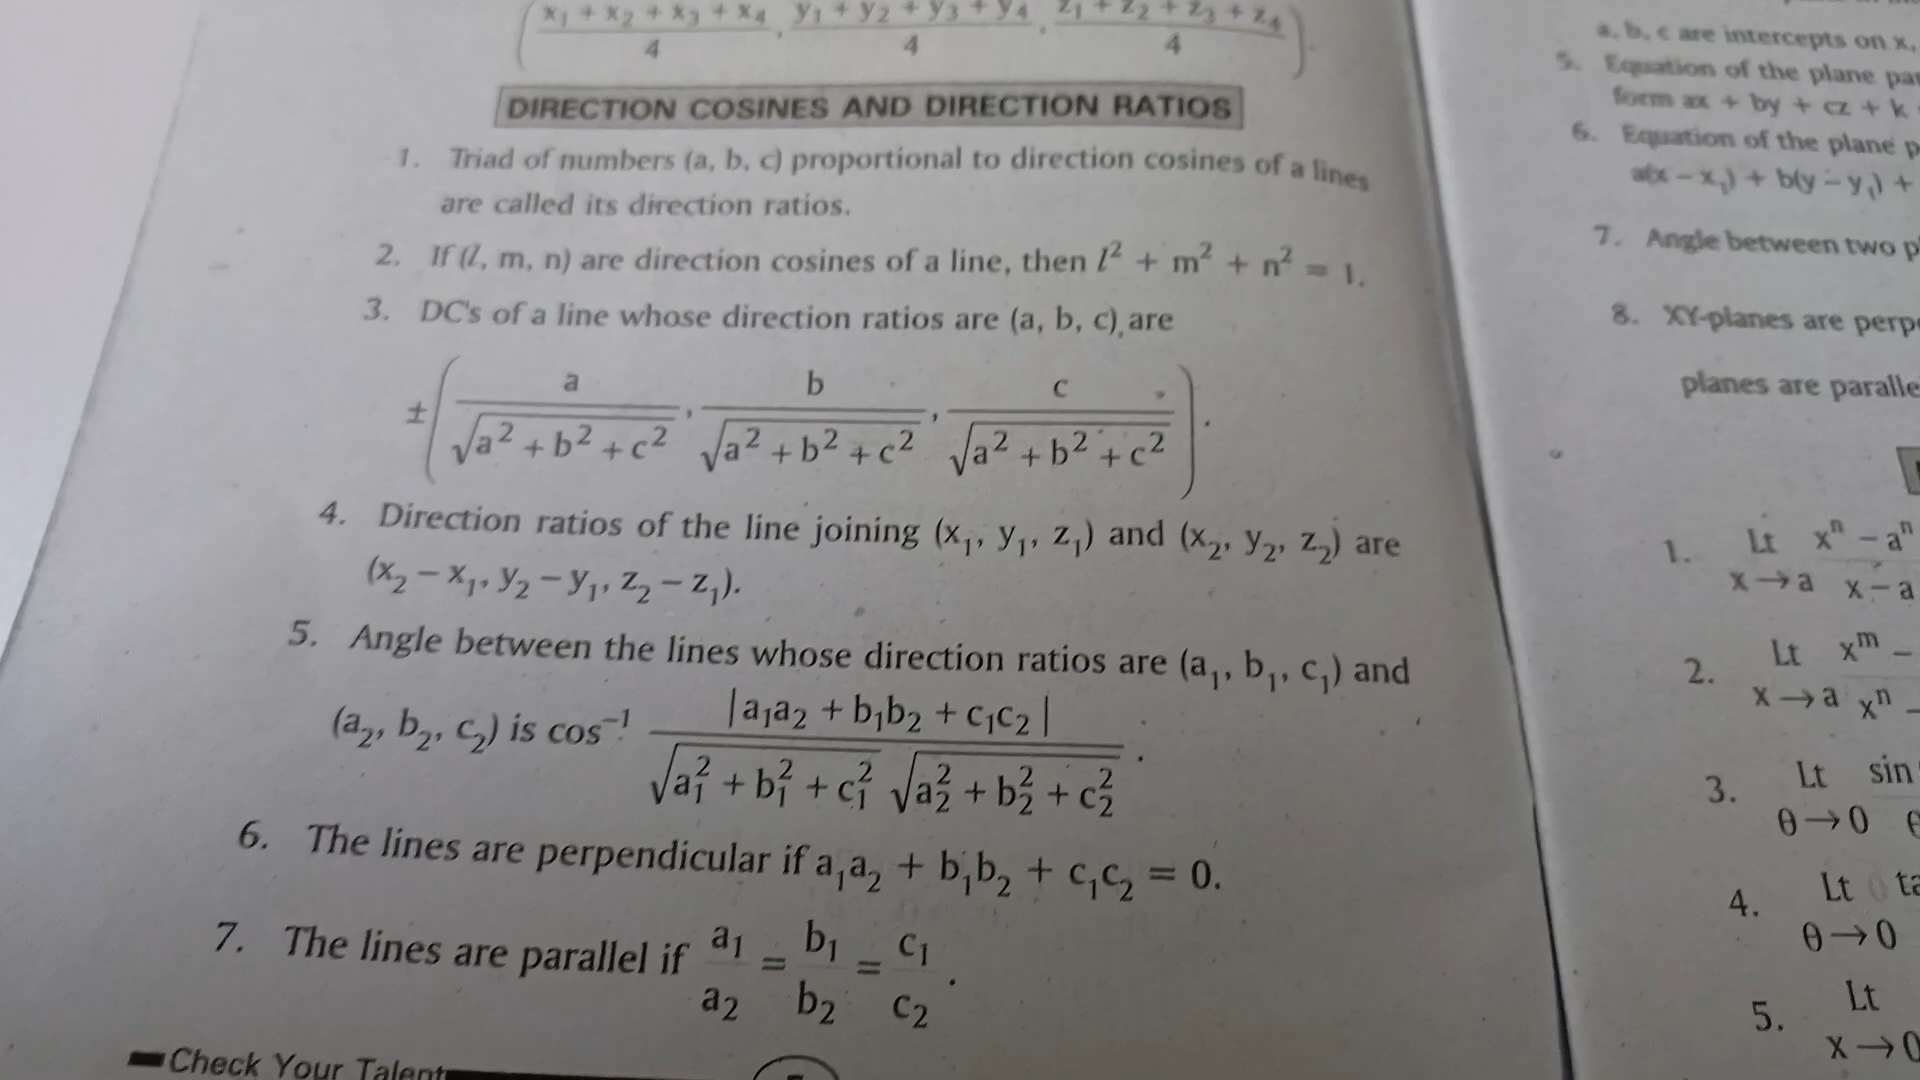 (x₁ + x₂ + x₃ + x₄ / 4, y₁ + y₂ + y₃ + y₄ / 4, z₁ + z₂ + z₃ + z₄ / 4).
DIRECTION COSINES AND DIRECTION RATIOS
1. Triad of numbers (a, b, c) proportional to direction cosines of a lines
are called its direction ratios.
2. If (l, m, n) are direction cosines of a line, then l² + m² + n² = 1.
3. DC's of a line whose direction ratios are (a, b, c), are
±(a / √(a² + b² + c²), b / √(a² + b² + c²), c / √(a² + b² + c²)).
4. Direction ratios of the line joining (x₁, y₁, z₁) and (x₂, y₂, z₂) are
(x₂ – x₁, y₂ – y₁, z₂ – z₁).
5. Angle between the lines whose direction ratios are (a₁, b₁, c₁) and
(a₂, b₂, c₂) is cos⁻¹ |a₁a₂ + b₁b₂ + c₁c₂| / √(a₁² + b₁² + c₁²) √(a₂² + b₂² + c₂²).
6. The lines are perpendicular if a₁a₂ + b₁b₂ + c₁c₂ = 0.
7. The lines are parallel if a₁/a₂ = b₁/b₂ = c₁/c₂.
Check Your Talent
a, b, c are intercepts on x,
5. Equation of the plane
form ax + by + cz + k
6. Equation of the plane
a(x – x₁) + b(y – y₁) +
7. Angle between two
8. XY-planes are
planes are
1. Lt x→a xⁿ – aⁿ / x – a
2. Lt x→a xᵐ – / xⁿ –
3. Lt θ→0 sin
4. Lt θ→0
5. Lt x→0